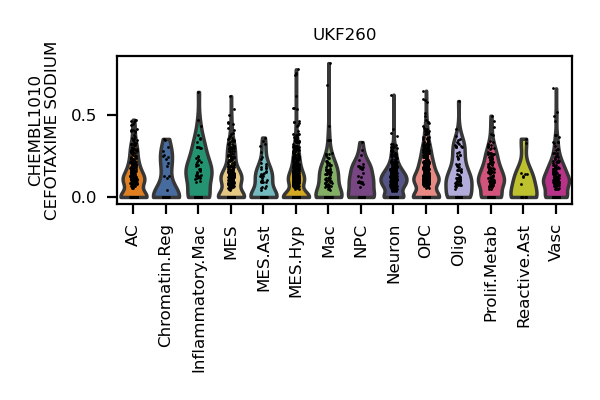 UKF260
CHEMBL1010
CEFOTAXIME SODIUM
0.5
0.0
AC
Chromatin.Reg
Inflammatory.Mac
MES
MES.Ast
MES.Hyp
Mac
NPC
Neuron
OPC
Oligo
Prolif.Metab
Reactive.Ast
Vasc